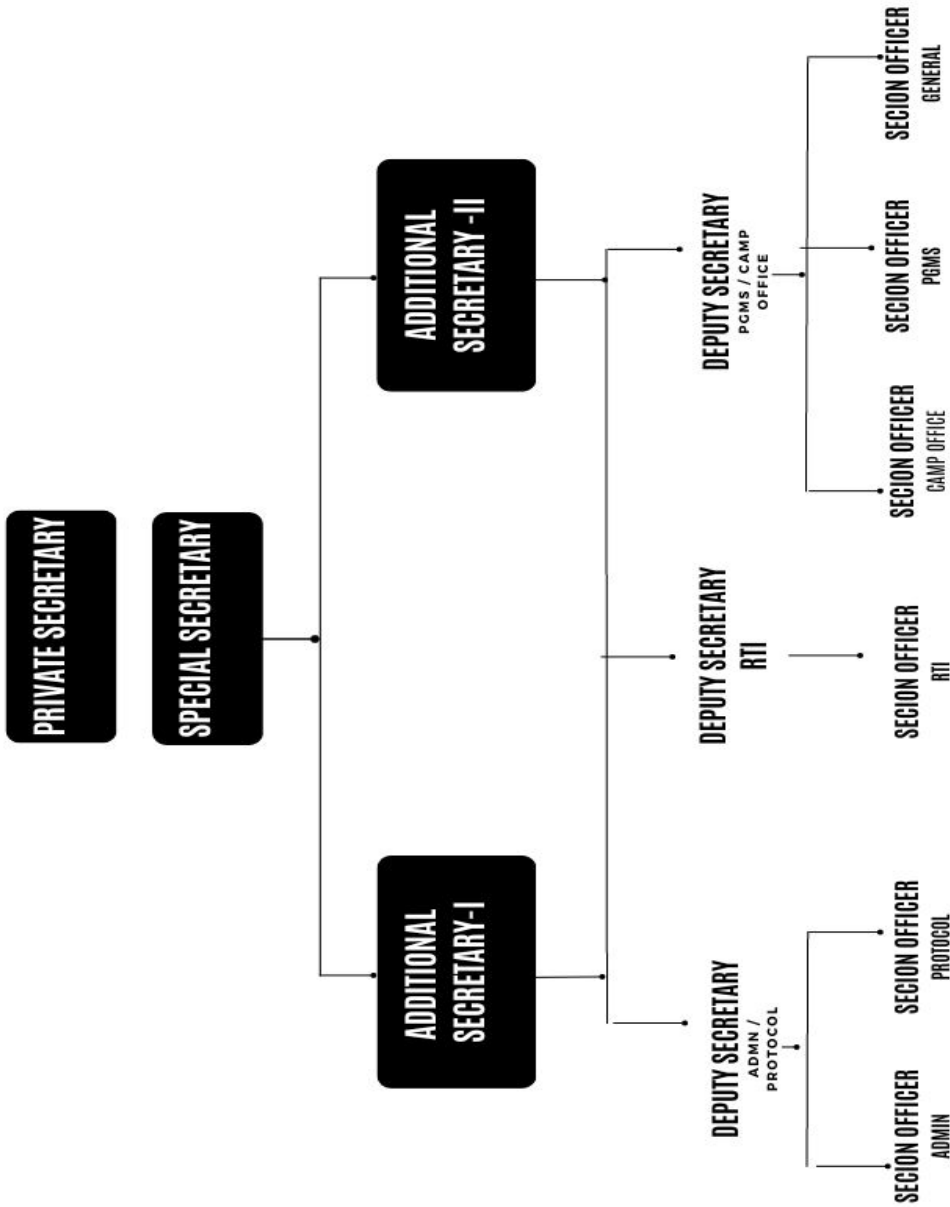 PRIVATE SECRETARY
SPECIAL SECRETARY
ADDITIONAL
SECRETARY-I
ADDITIONAL
SECRETARY -II
DEPUTY SECRETARY
ADMN /
PROTOCOL
DEPUTY SECRETARY
RTI
DEPUTY SECRETARY
PGMS / CAMP
OFFICE
SECION OFFICER
ADMIN
SECION OFFICER
PROTOCOL
SECION OFFICER
RTI
SECION OFFICER
CAMP OFFICE
SECION OFFICER
PGMS
SECION OFFICER
GENERAL